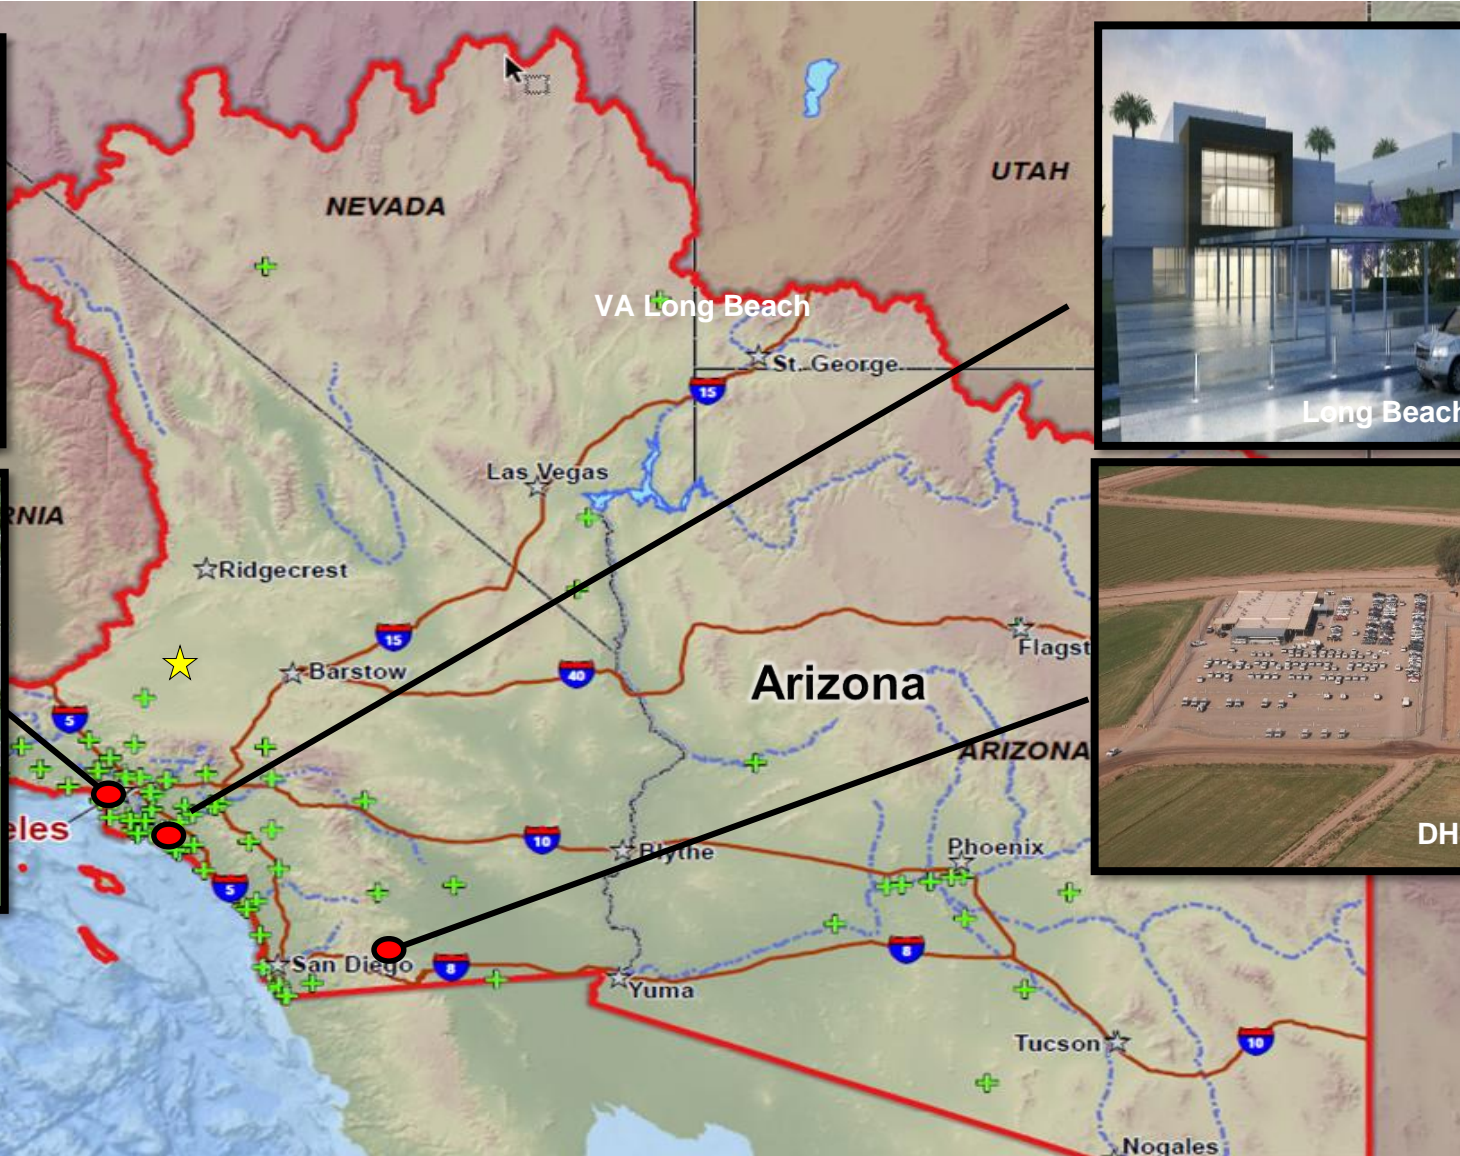 UTAH
NEVADA
VA Long Beach
St. George
15
Long Beach
Las Vegas
RNIA
Ridgecrest
15
Flagst
Barstow
40
Arizona
5
ARIZONA
eles
10
DH
Blythe
Phoenix
5
San Diego
8
8
Yuma
Tucson
10
Nogales